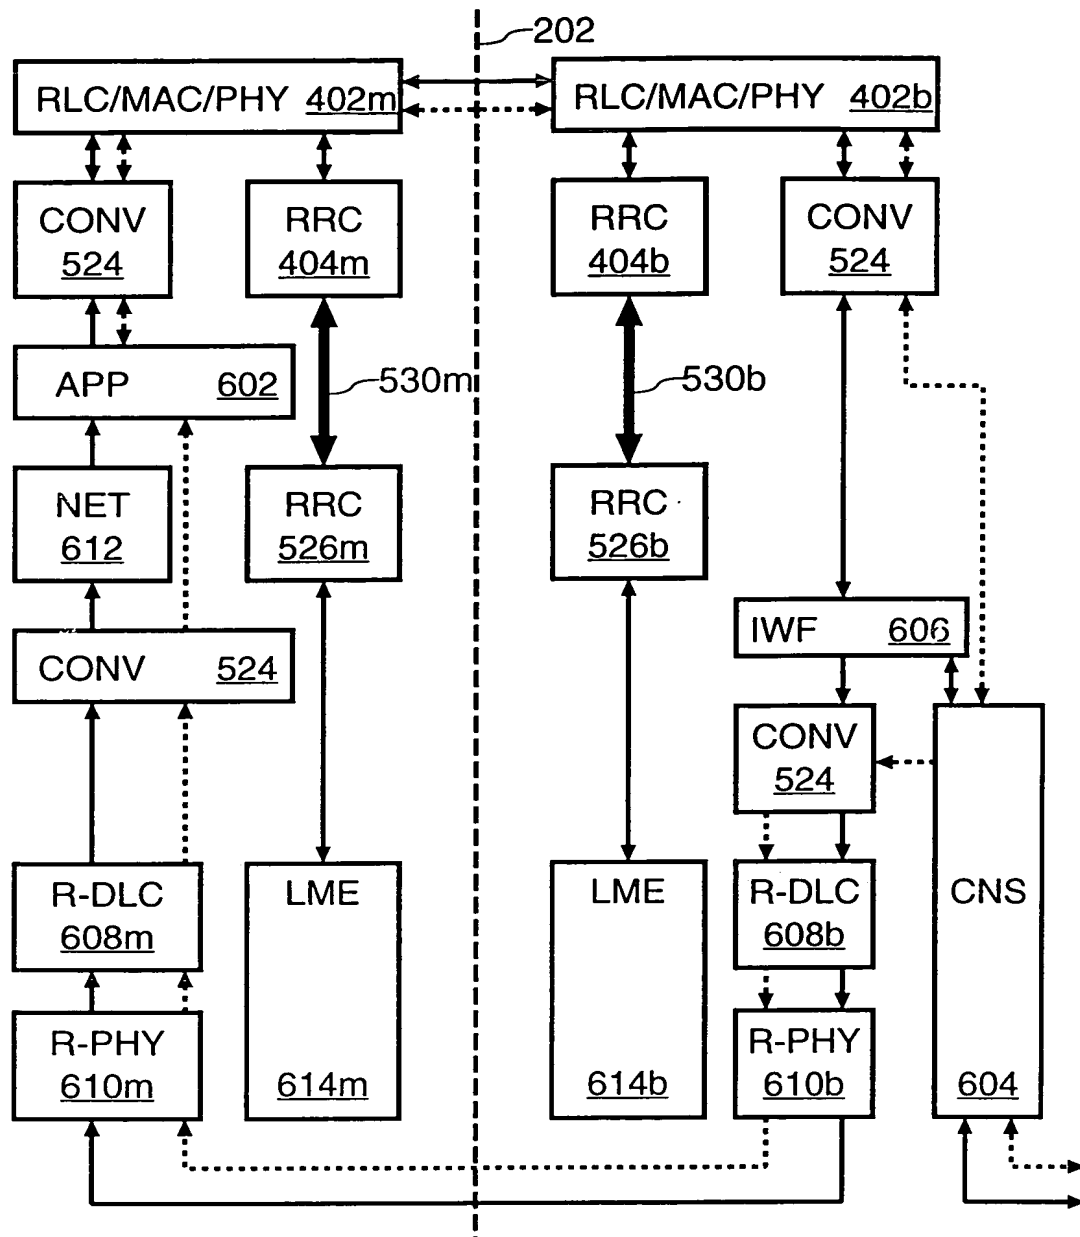 202
RLC/MAC/PHY 402m
RLC/MAC/PHY 402b
CONV
524
RRC
404m
RRC
404b
CONV
524
APP 602
530m
530b
NET
612
RRC
526m
RRC
526b
IWF 606
CONV 524
CONV
524
R-DLC
608m
LME
614m
LME
614b
R-DLC
608b
CNS
604
R-PHY
610m
R-PHY
610b